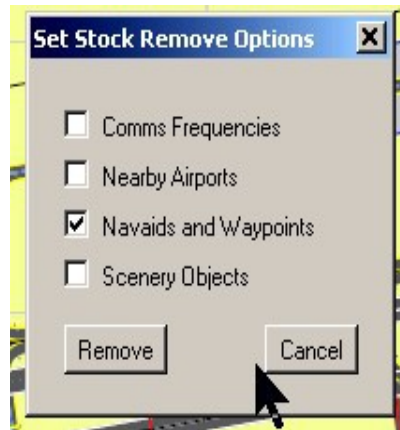 Set Stock Remove Options
Comms Frequencies
Nearby Airports
Navaids and Waypoints
Scenery Objects
Remove Cancel